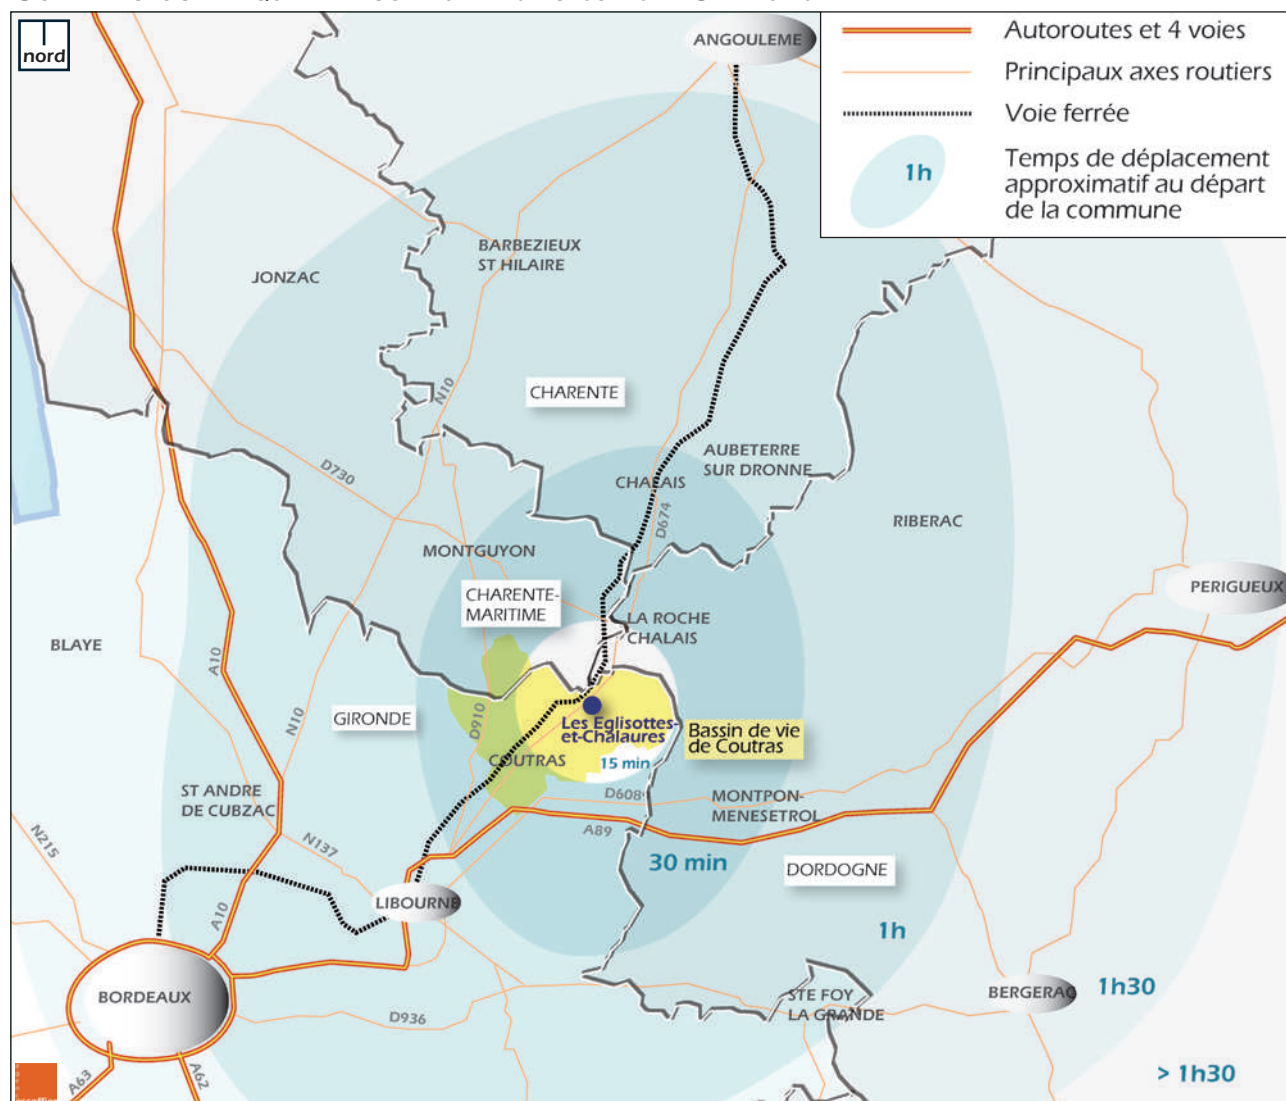 nord
ANGOULEME
Autoroutes et 4 voies
Principaux axes routiers
Voie ferrée
1h
Temps de déplacement
approximatif au départ
de la commune
BARBEZIEUX
ST HILAIRE
JONZAC
N10
CHARENTE
AUBETERRE
SUR DRONNE
CHALAIS
D730
D674
RIBERAC
MONTGUYON
CHARENTE-
MARITIME
LA ROCHE
CHALAIS
PERIGUEUX
BLAYE
A10
N10
GIRONDE
D910
Les Eglisottes-
et-Chalaures
Bassin de vie
de Coutras
COUTRAS
15 min
ST ANDRE
DE CUBZAC
D608
MONTPON-
MENESETROL
N215
N137
A89
30 min
DORDOGNE
LIBOURNE
A10
1h
BORDEAUX
STE FOY
LA GRANDE
BERGERAC
1h30
D936
A63
A62
> 1h30